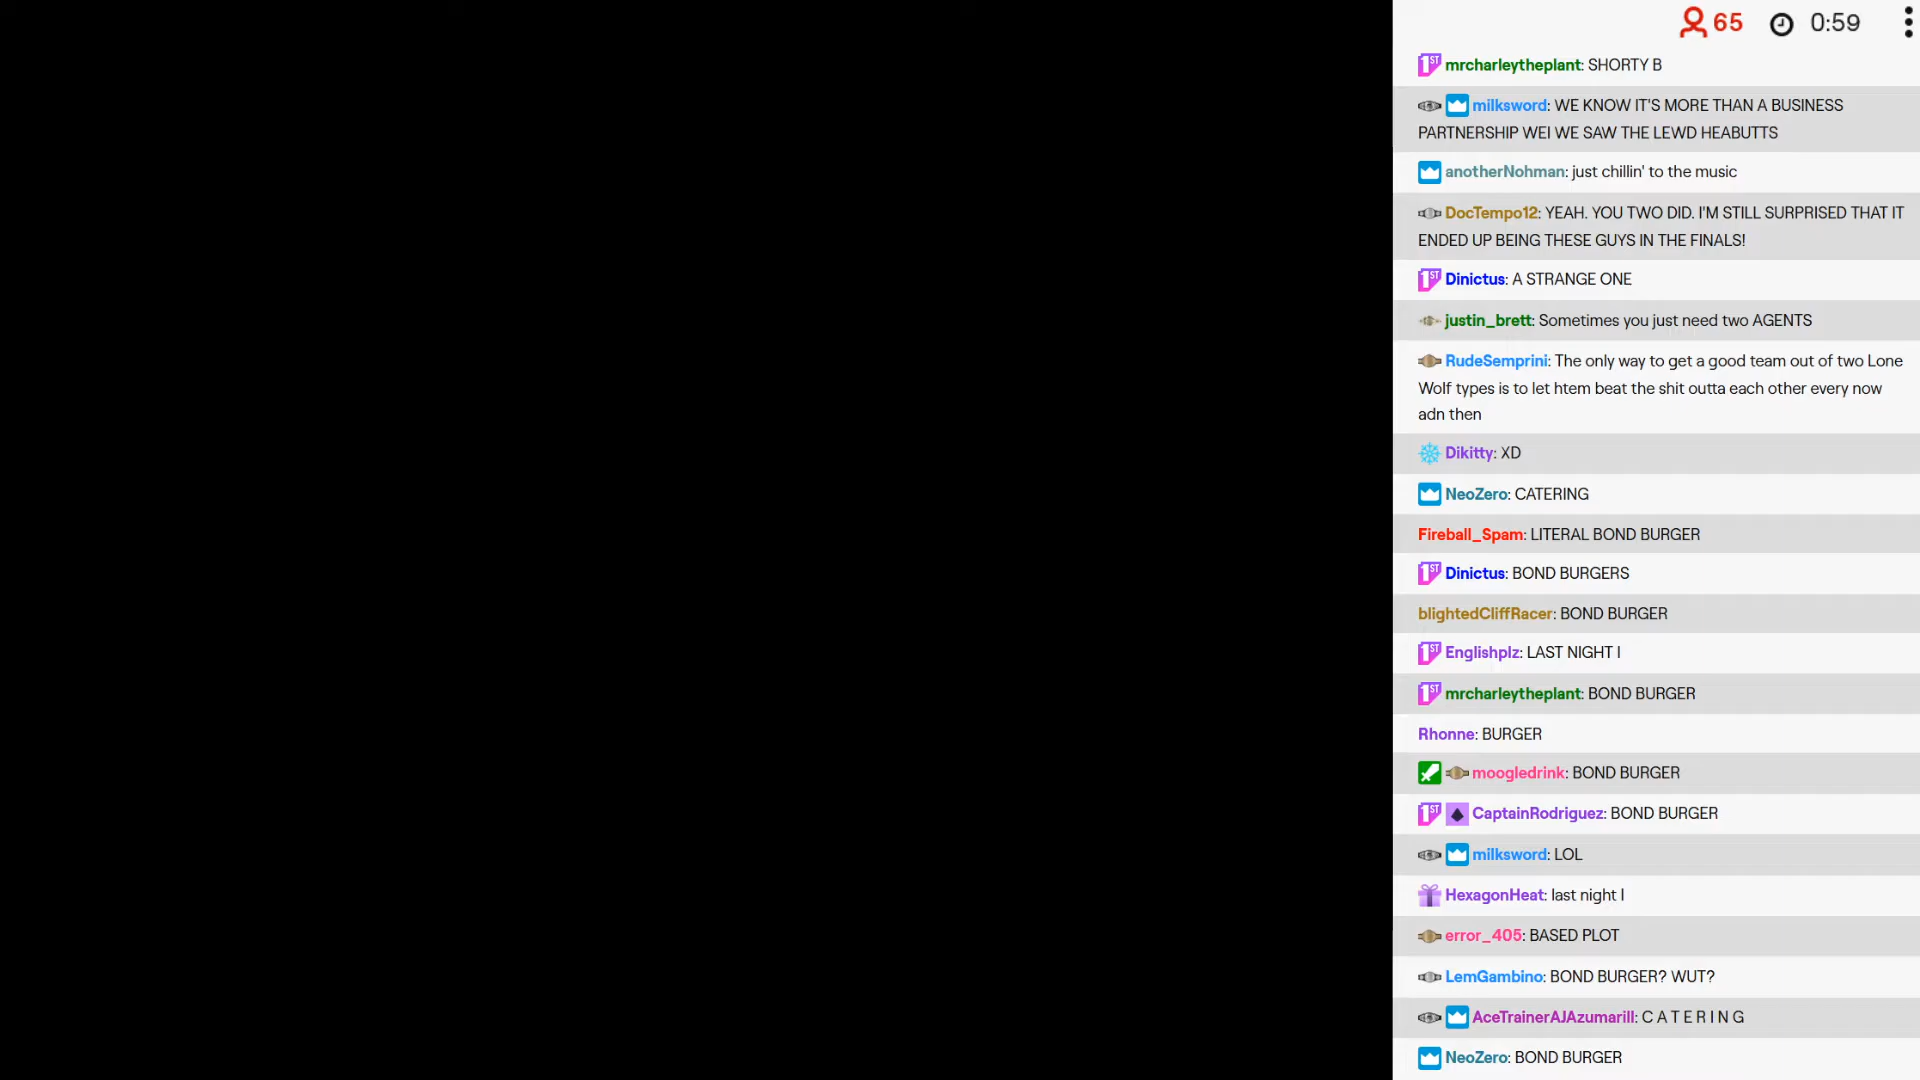 65 0:59
mrcharleytheplant: SHORTY B
milksword: WE KNOW IT'S MORE THAN A BUSINESS
PARTNERSHIP WEI WE SAW THE LEWD HEABUTTS
anotherNohman: just chillin' to the music
DocTempo12: YEAH. YOU TWO DID. I'M STILL SURPRISED THAT IT
ENDED UP BEING THESE GUYS IN THE FINALS!
1ST Dinictus: A STRANGE ONE
justin_brett: Sometimes you just need two AGENTS
RudeSemprini: The only way to get a good team out of two Lone
Wolf types is to let htem beat the shit outta each other every now
adn then
Dikitty: XD
NeoZero: CATERING
Fireball_Spam: LITERAL BOND BURGER
1ST Dinictus: BOND BURGERS
blightedCliffRacer: BOND BURGER
1ST Englishplz: LAST NIGHT I
1ST mrcharleytheplant: BOND BURGER
Rhonne: BURGER
moogledrink: BOND BURGER
1ST CaptainRodriguez: BOND BURGER
milksword: LOL
HexagonHeat: last night I
error_405: BASED PLOT
LemGambino: BOND BURGER? WUT?
AceTrainerAJAzumarill: C A T E R I N G
NeoZero: BOND BURGER